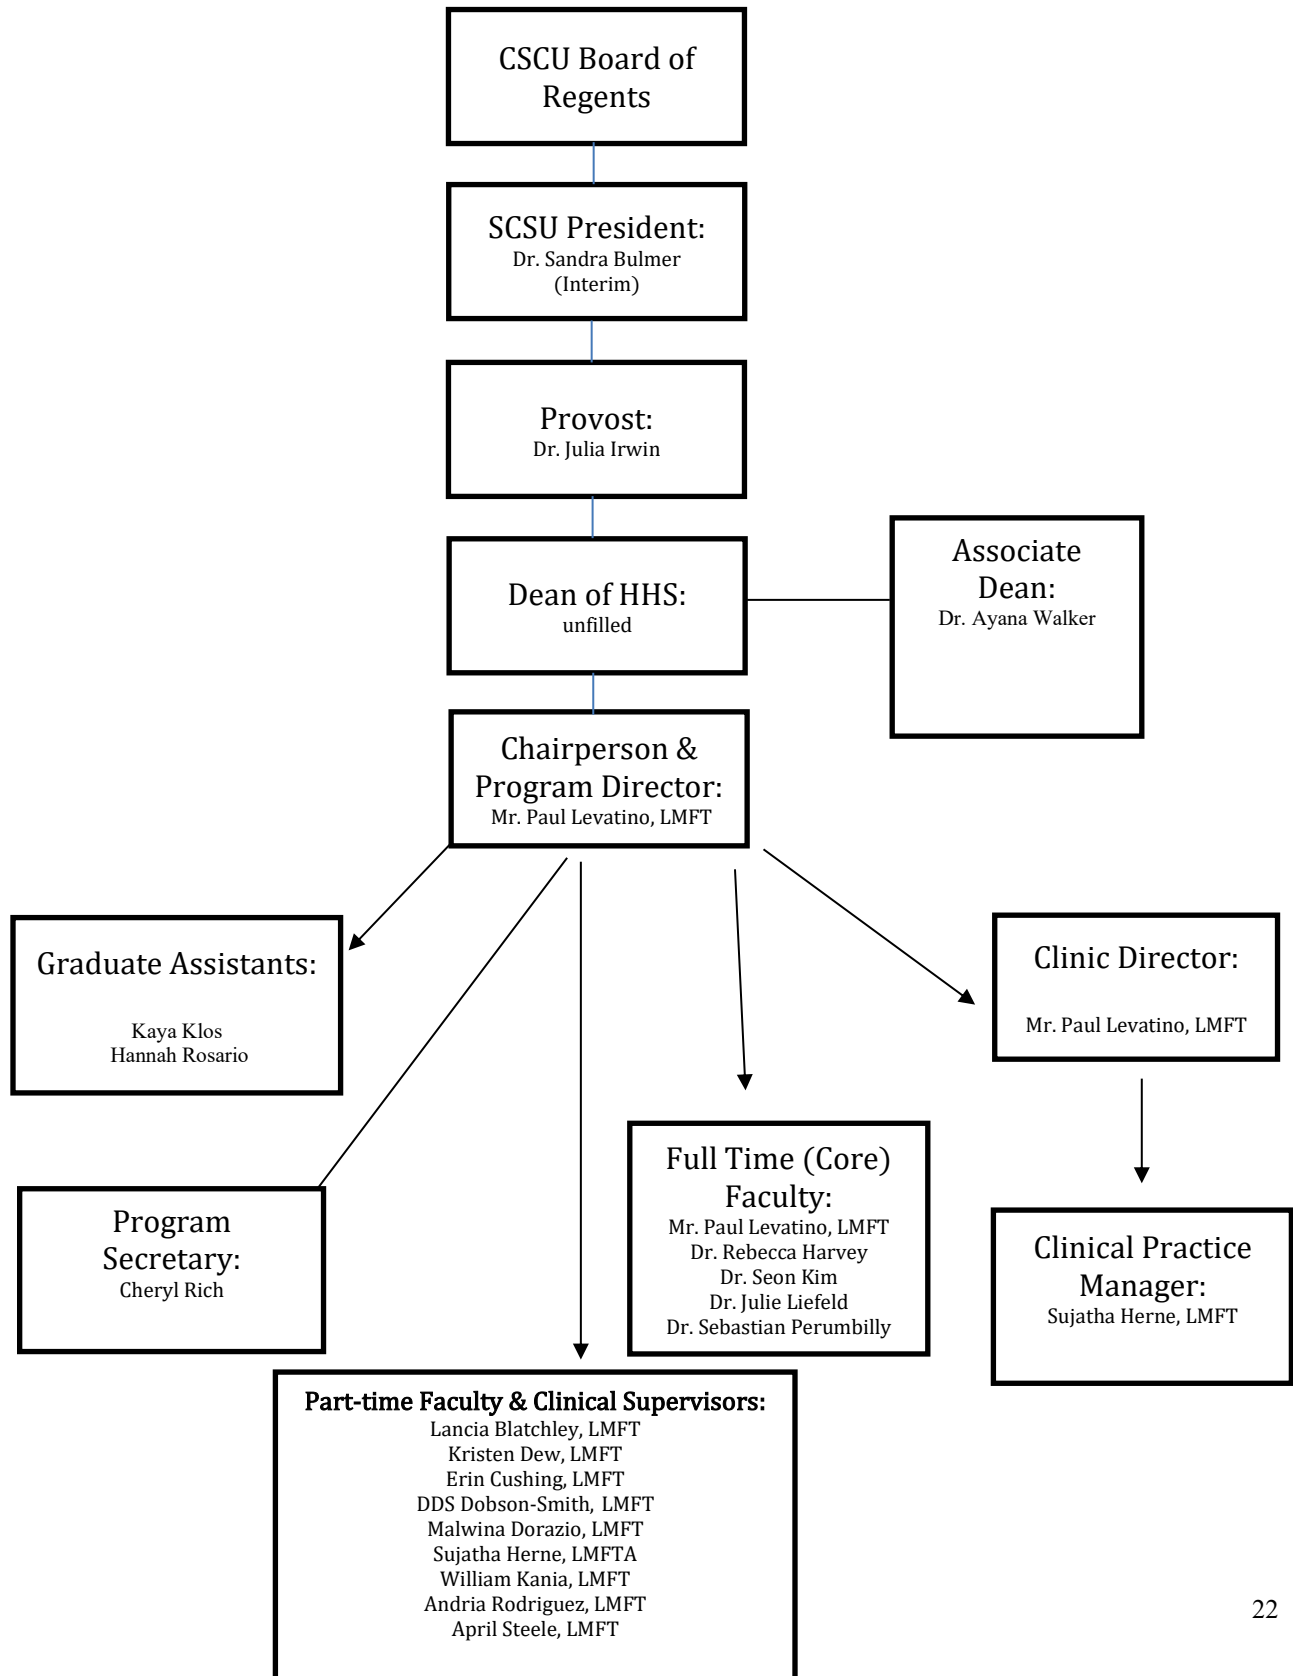 CSCU Board of
Regents
SCSU President:
Dr. Sandra Bulmer
(Interim)
Provost:
Dr. Julia Irwin
Dean of HHS:
unfilled
Associate
Dean:
Dr. Ayana Walker
Chairperson &
Program Director:
Mr. Paul Levatino, LMFT
Graduate Assistants:
Kaya Klos
Hannah Rosario
Clinic Director:
Mr. Paul Levatino, LMFT
Program
Secretary:
Cheryl Rich
Full Time (Core)
Faculty:
Mr. Paul Levatino, LMFT
Dr. Rebecca Harvey
Dr. Seon Kim
Dr. Julie Liefeld
Dr. Sebastian Perumbilly
Clinical Practice
Manager:
Sujatha Herne, LMFT
Part-time Faculty & Clinical Supervisors:
Lancia Blatchley, LMFT
Kristen Dew, LMFT
Erin Cushing, LMFT
DDS Dobson-Smith, LMFT
Malwina Dorazio, LMFT
Sujatha Herne, LMFTA
William Kania, LMFT
Andria Rodriguez, LMFT
April Steele, LMFT
22